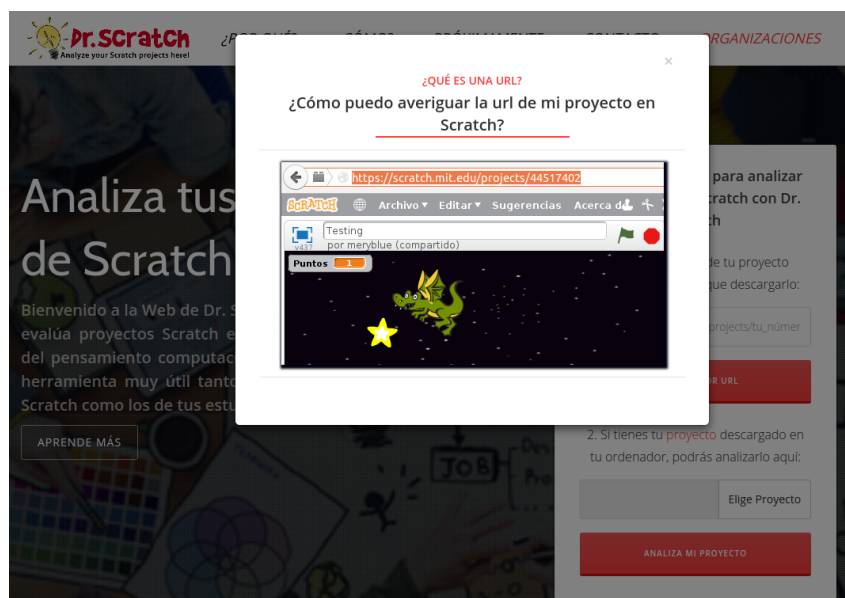 Dr.Scratch
Analyze your Scratch projects here!
CONTACTO
ORGANIZACIONES
×
¿QUÉ ES UNA URL?
¿Cómo puedo averiguar la url de mi proyecto en
Scratch?
https://scratch.mit.edu/projects/44517402
SCRATCH Archivo Editar Sugerencias Acerca d
Testing
v437 por meryblue (compartido)
Puntos 1
Analiza tus
de Scratch
Bienvenido a la Web de Dr. S
evalúa proyectos Scratch e
del pensamiento computac
herramienta muy útil tanto
Scratch como los de tus estu
APRENDE MÁS
para analizar
cratch con Dr.
ch
de tu proyecto
que descargarlo:
projects/tu_númer
OR URL
2. Si tienes tu proyecto descargado en
tu ordenador, podrás analizarlo aquí:
Elige Proyecto
ANALIZA MI PROYECTO
JOB